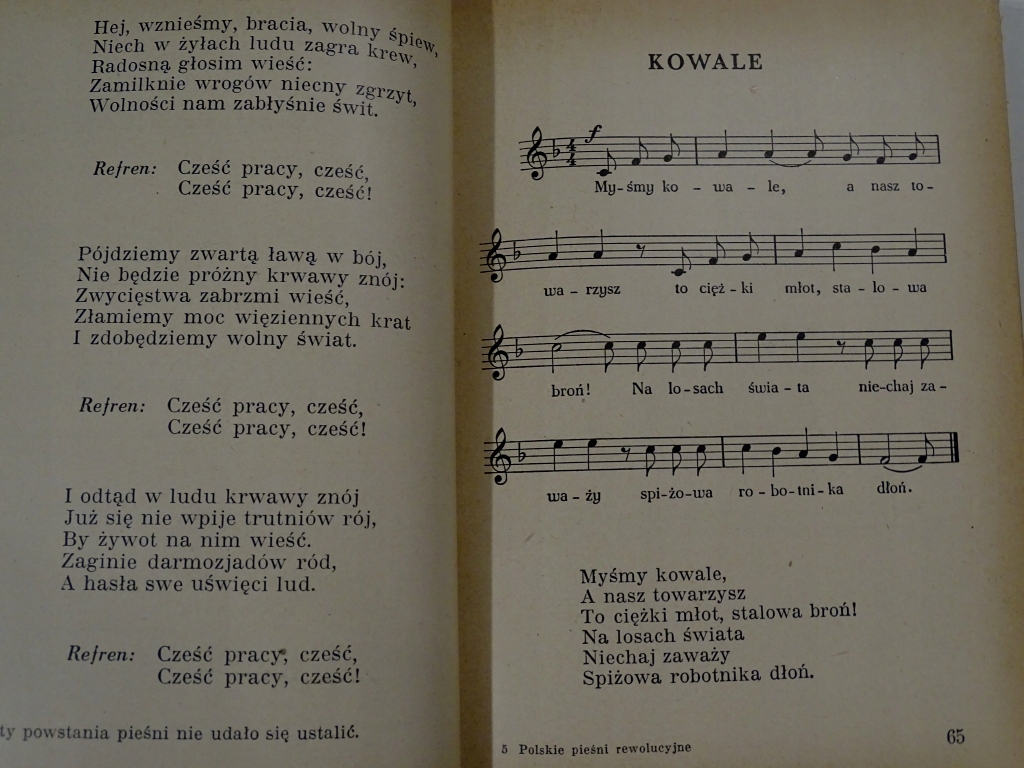 Hej, wznieśmy, bracia, wolny śpiew,
Niech w żyłach ludu zagra krew,
Radosną głosim wieść:
Zamilknie wrogów niecny zgrzyt,
Wolności nam zabłyśnie świt.
Refren: Cześć pracy, cześć,
Cześć pracy, cześć!
Pójdziemy zwartą ławą w bój,
Nie będzie próżny krwawy znój:
Zwycięstwa zabrzmi wieść,
Złamiemy moc więziennych krat
I zdobędziemy wolny świat.
Refren: Cześć pracy, cześć,
Cześć pracy, cześć!
I odtąd w ludu krwawy znój
Już się nie wpije trutniów rój,
By żywot na nim wieść.
Zaginie darmozjadów ród,
A hasła swe uświęci lud.
Refren: Cześć pracy, cześć,
Cześć pracy, cześć!
ty powstania pieśni nie udało się ustalić.
KOWALE
f
4
4
My-śmy ko - wa - le, a nasz to-
wa - rzysz to cięż - ki młot, sta - lo - wa
broń! Na lo-sach świa - ta nie-chaj za-
wa - ży spi-żo-wa ro - bo-tni-ka dłoń.
Myśmy kowale,
A nasz towarzysz
To ciężki młot, stalowa broń!
Na losach świata
Niechaj zaważy
Spiżowa robotnika dłoń.
5 Polskie pieśni rewolucyjne
65